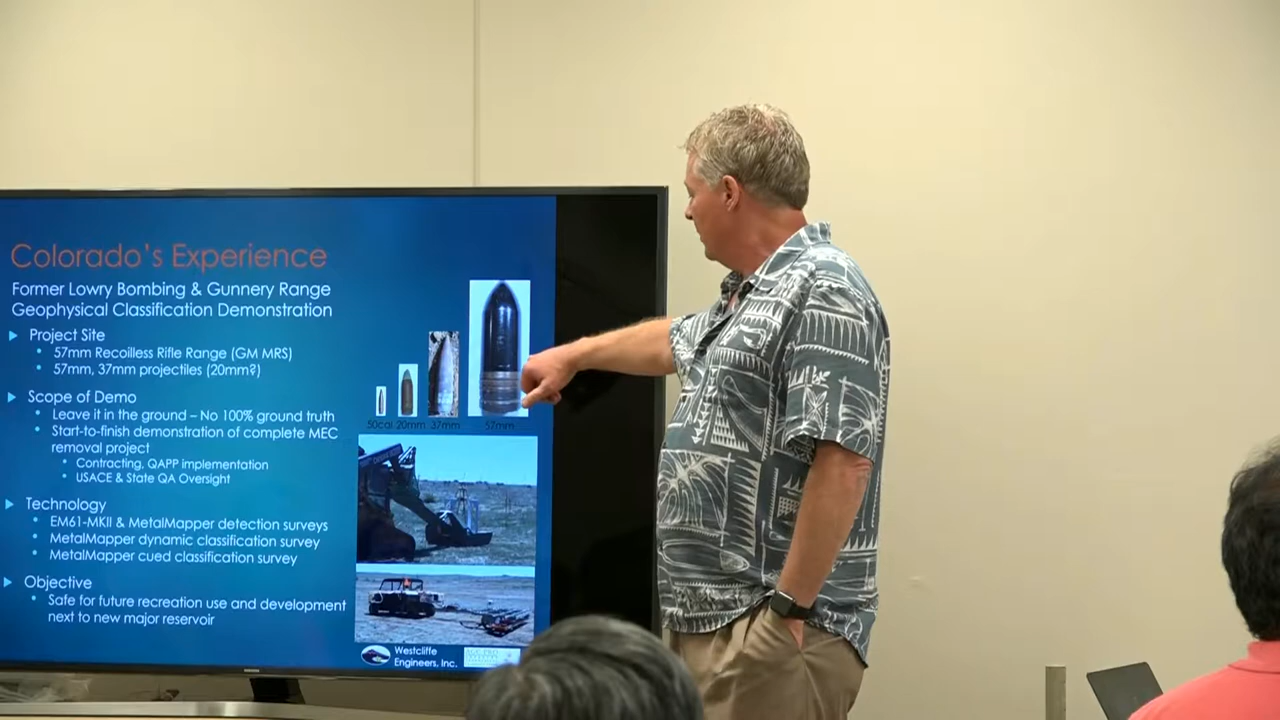 Colorado's Experience
Former Lowry Bombing & Gunnery Range
Geophysical Classification Demonstration
Project Site
57mm Recoilless Rifle Range (GM MRS)
57mm, 37mm projectiles (20mm?)
Scope of Demo
Leave it in the ground – No 100% ground truth
Start-to-finish demonstration of complete MEC
removal project
Contracting, QAPP implementation
USACE & State QA Oversight
Technology
EM61-MKII & MetalMapper detection surveys
MetalMapper dynamic classification survey
MetalMapper cued classification survey
Objective
Safe for future recreation use and development
next to new major reservoir
50cal 20mm 37mm 57mm
Westcliffe
Engineers, Inc.
SAMSUNG